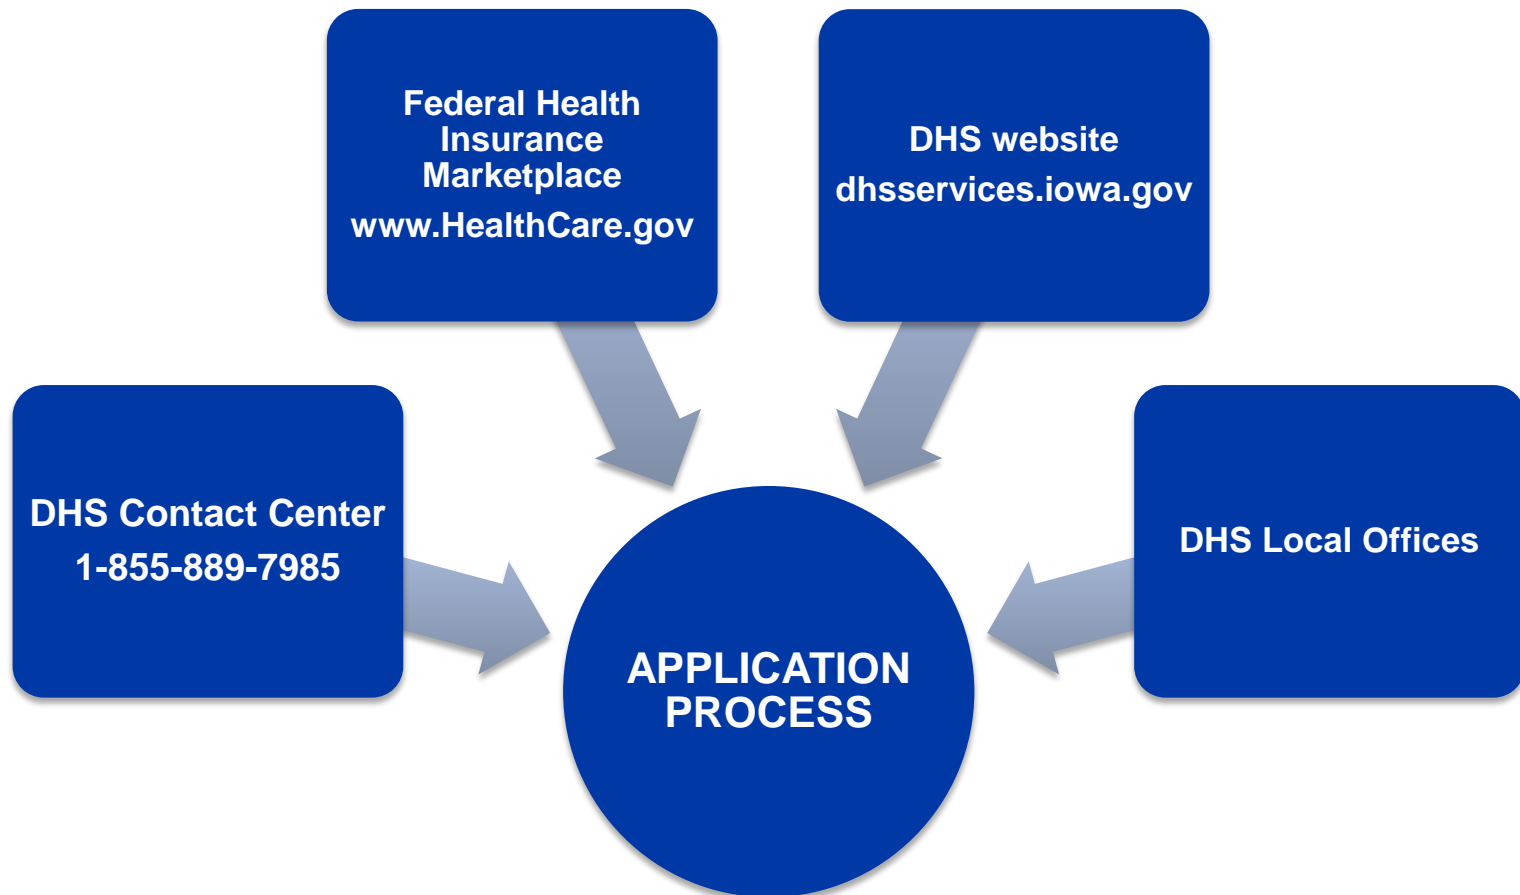 Federal Health
Insurance
Marketplace
www.HealthCare.gov
DHS website
dhsservices.iowa.gov
DHS Contact Center
1-855-889-7985
DHS Local Offices
APPLICATION
PROCESS